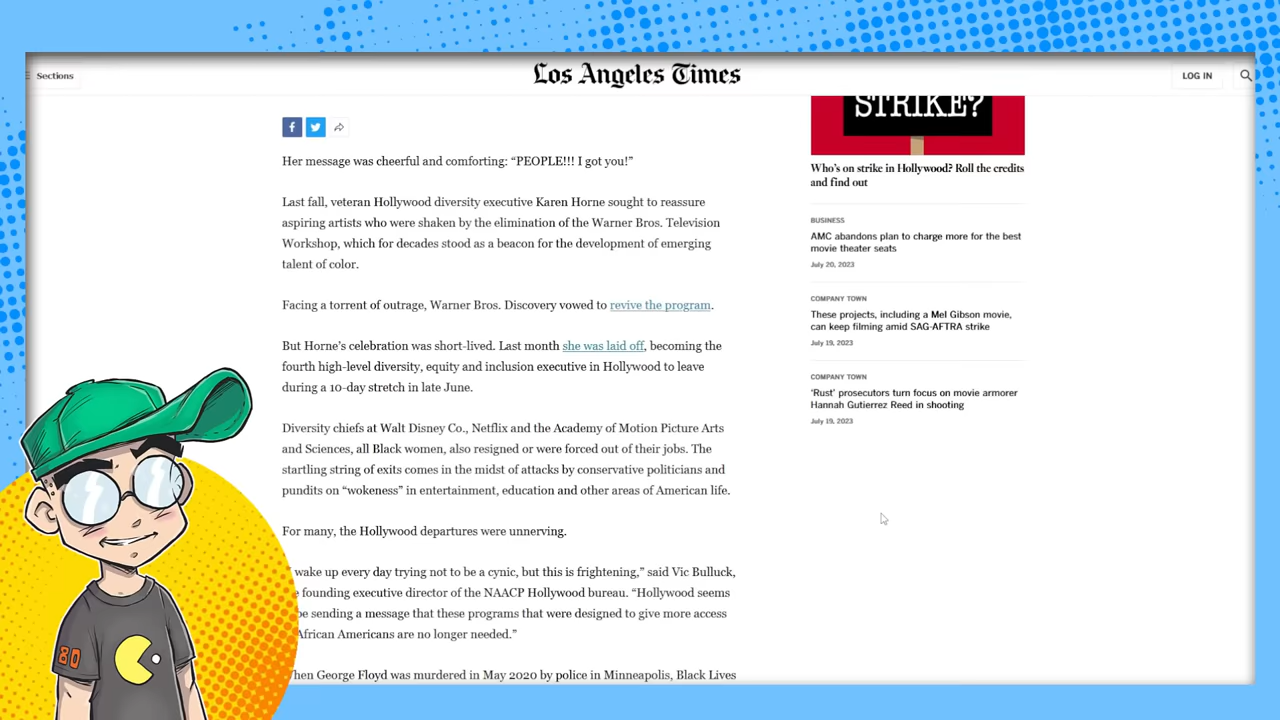 Sections
Los Angeles Times
LOG IN
Her message was cheerful and comforting: “PEOPLE!!! I got you!”
Last fall, veteran Hollywood diversity executive Karen Horne sought to reassure
aspiring artists who were shaken by the elimination of the Warner Bros. Television
Workshop, which for decades stood as a beacon for the development of emerging
talent of color.
Facing a torrent of outrage, Warner Bros. Discovery vowed to revive the program.
But Horne’s celebration was short-lived. Last month she was laid off, becoming the
fourth high-level diversity, equity and inclusion executive in Hollywood to leave
during a 10-day stretch in late June.
Diversity chiefs at Walt Disney Co., Netflix and the Academy of Motion Picture Arts
and Sciences, all Black women, also resigned or were forced out of their jobs. The
startling string of exits comes in the midst of attacks by conservative politicians and
pundits on “wokeness” in entertainment, education and other areas of American life.
For many, the Hollywood departures were unnerving.
wake up every day trying not to be a cynic, but this is frightening,” said Vic Bulluck,
founding executive director of the NAACP Hollywood bureau. “Hollywood seems
be sending a message that these programs that were designed to give more access
African Americans are no longer needed.”
hen George Floyd was murdered in May 2020 by police in Minneapolis, Black Lives
STRIKE?
Who’s on strike in Hollywood? Roll the credits
and find out
BUSINESS
AMC abandons plan to charge more for the best
movie theater seats
July 20, 2023
COMPANY TOWN
These projects, including a Mel Gibson movie,
can keep filming amid SAG-AFTRA strike
July 19, 2023
COMPANY TOWN
‘Rust’ prosecutors turn focus on movie armorer
Hannah Gutierrez Reed in shooting
July 19, 2023
80